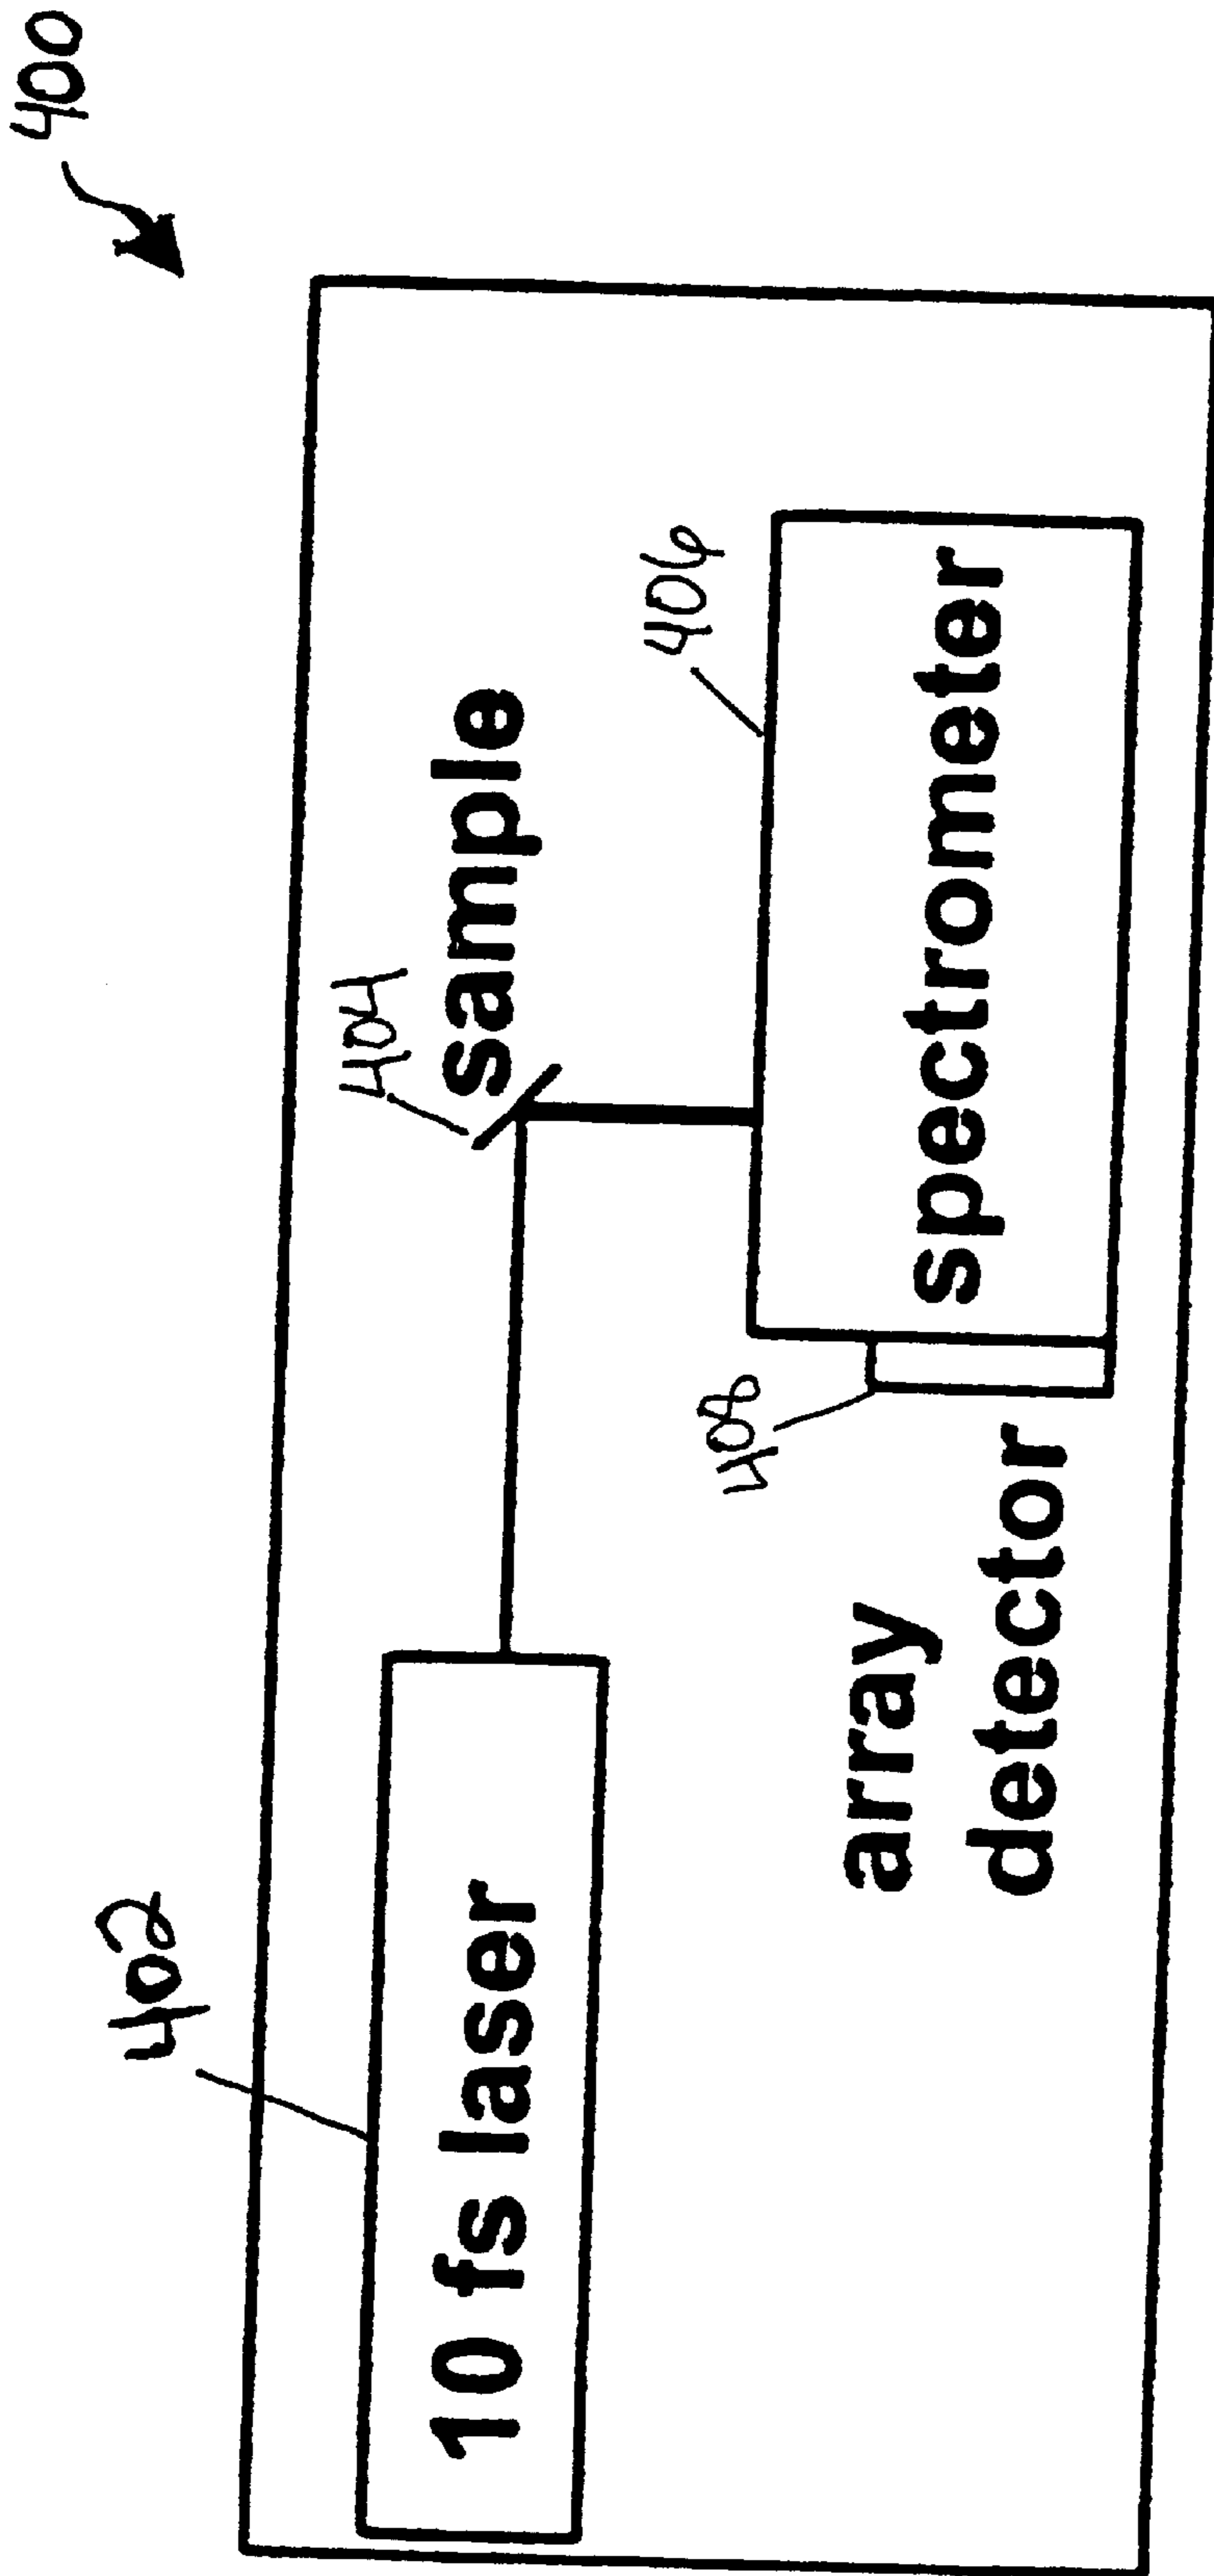 400
402
10 fs laser
404
sample
406
spectrometer
408
array
detector